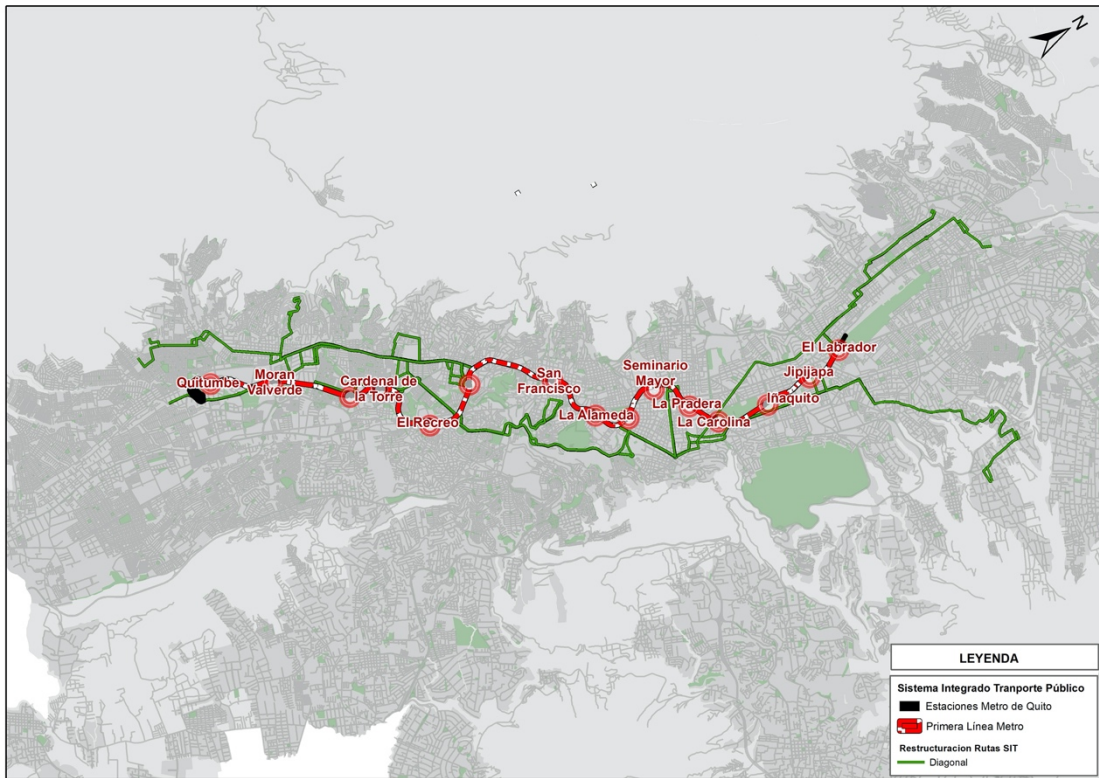 N
El Labrador
Jipijapa
Inaquito
Seminario
Mayor
La Pradera
La Carolina
San
Francisco
La Alameda
Quitumbe
Moran
Valverde
Cardenal de
la Torre
El Recreo
LEYENDA
Sistema Integrado Tranporte Público
Estaciones Metro de Quito
Primera Línea Metro
Restructuracion Rutas SIT
Diagonal